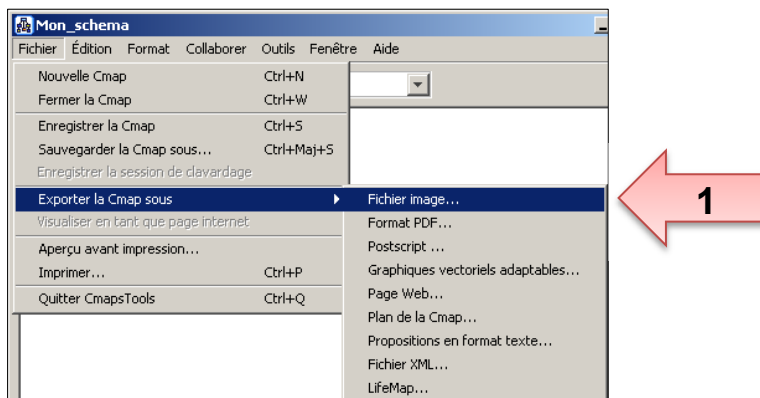 Mon_schema
Fichier Édition Format Collaborer Outils Fenêtre Aide
Nouvelle Cmap Ctrl+N
Fermer la Cmap Ctrl+W
Enregistrer la Cmap Ctrl+S
Sauvegarder la Cmap sous... Ctrl+Maj+S
Enregistrer la session de clavardage
Exporter la Cmap sous
Visualiser en tant que page internet
Aperçu avant impression...
Imprimer... Ctrl+P
Quitter CmapsTools Ctrl+Q
Fichier image...
Format PDF...
Postscript ...
Graphiques vectoriels adaptables...
Page Web...
Plan de la Cmap...
Propositions en format texte...
Fichier XML...
LifeMap...
1